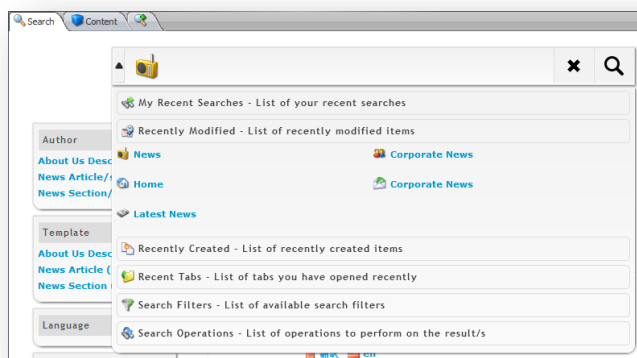 Search
Content
My Recent Searches - List of your recent searches
Recently Modified - List of recently modified items
News
Corporate News
Home
Corporate News
Latest News
Recently Created - List of recently created items
Recent Tabs - List of tabs you have opened recently
Search Filters - List of available search filters
Search Operations - List of operations to perform on the result/s
Author
About Us Desc
News Article/s
News Section/
Template
About Us Desc
News Article (
News Section
Language
翻訳
en